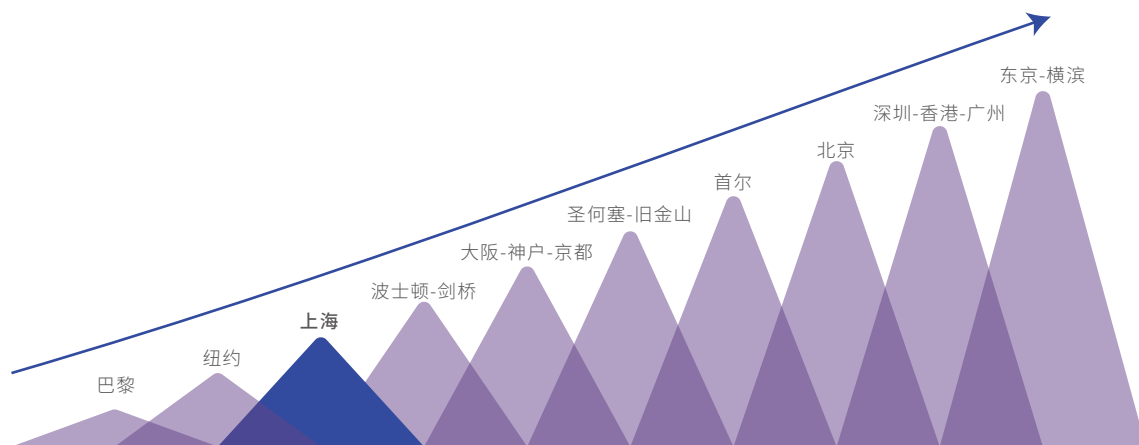 东京-横滨
深圳-香港-广州
北京
首尔
圣何塞-旧金山
大阪-神户-京都
波士顿-剑桥
上海
纽约
巴黎